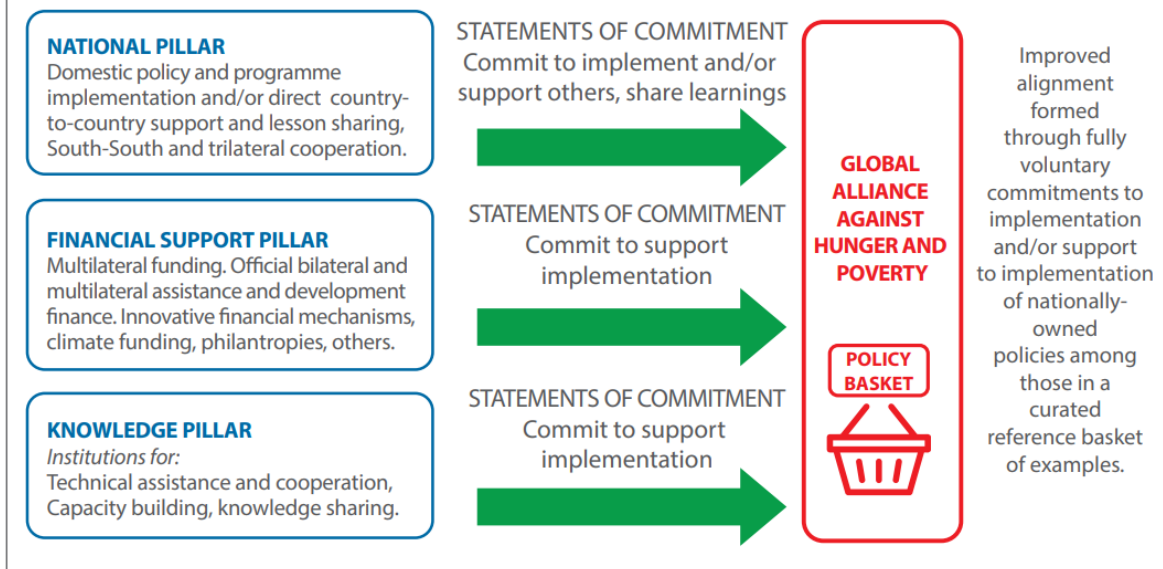 NATIONAL PILLAR
Domestic policy and programme
implementation and/or direct country-
to-country support and lesson sharing,
South-South and trilateral cooperation.
STATEMENTS OF COMMITMENT
Commit to implement and/or
support others, share learnings
FINANCIAL SUPPORT PILLAR
Multilateral funding. Official bilateral and
multilateral assistance and development
finance. Innovative financial mechanisms,
climate funding, philantropies, others.
STATEMENTS OF COMMITMENT
Commit to support
implementation
KNOWLEDGE PILLAR
Institutions for:
Technical assistance and cooperation,
Capacity building, knowledge sharing.
STATEMENTS OF COMMITMENT
Commit to support
implementation
GLOBAL
ALLIANCE
AGAINST
HUNGER AND
POVERTY
POLICY
BASKET
Improved
alignment
formed
through fully
voluntary
commitments to
implementation
and/or support
to implementation
of nationally-
owned
policies among
those in a
curated
reference basket
of examples.